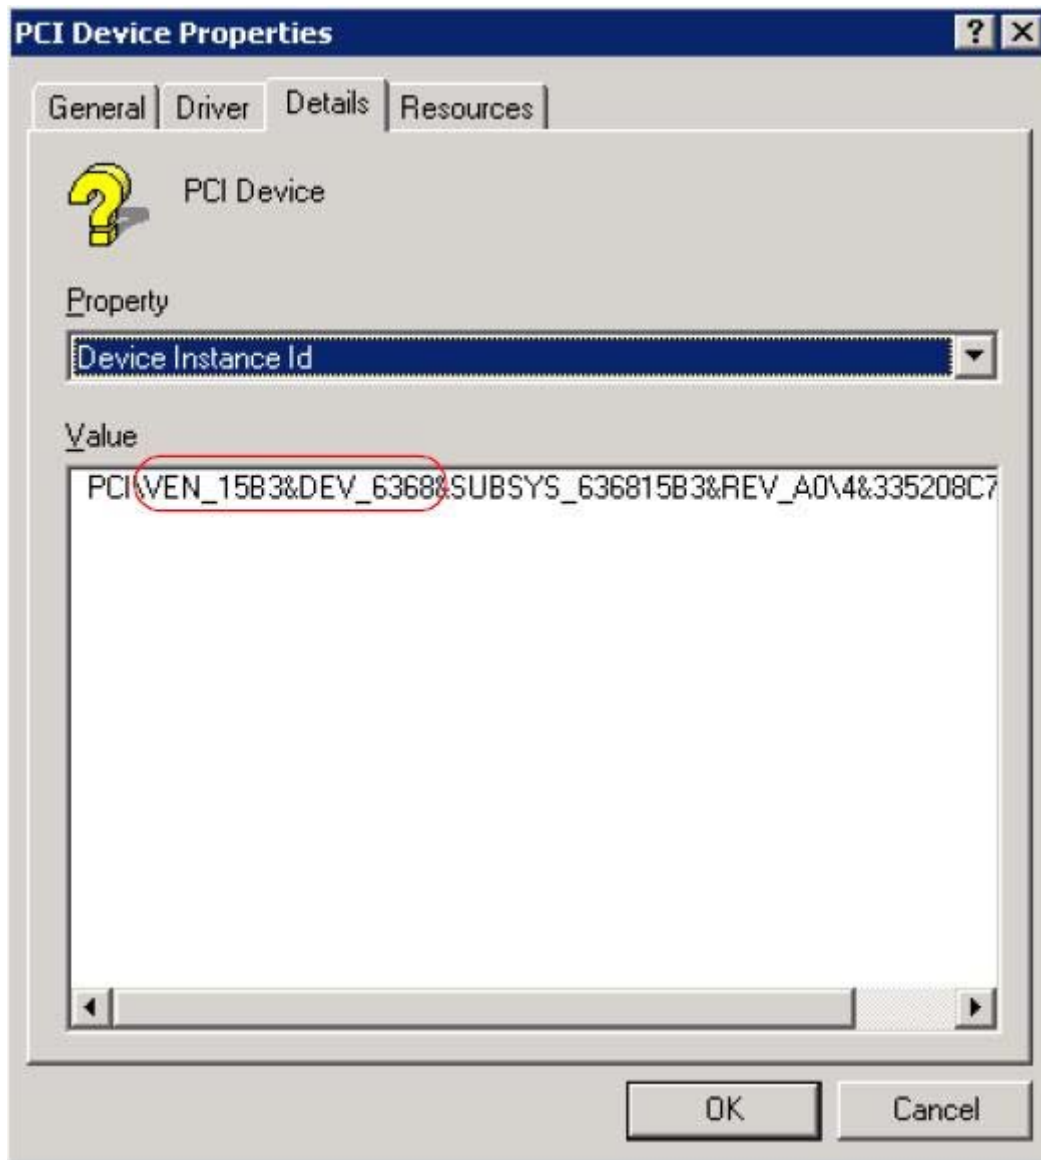 PCI Device Properties
General Driver Details Resources
PCI Device
Property
Device Instance Id
Value
PCI\VEN_15B3&DEV_6368&SUBSYS_636815B3&REV_A0\4&335208C7
OK Cancel